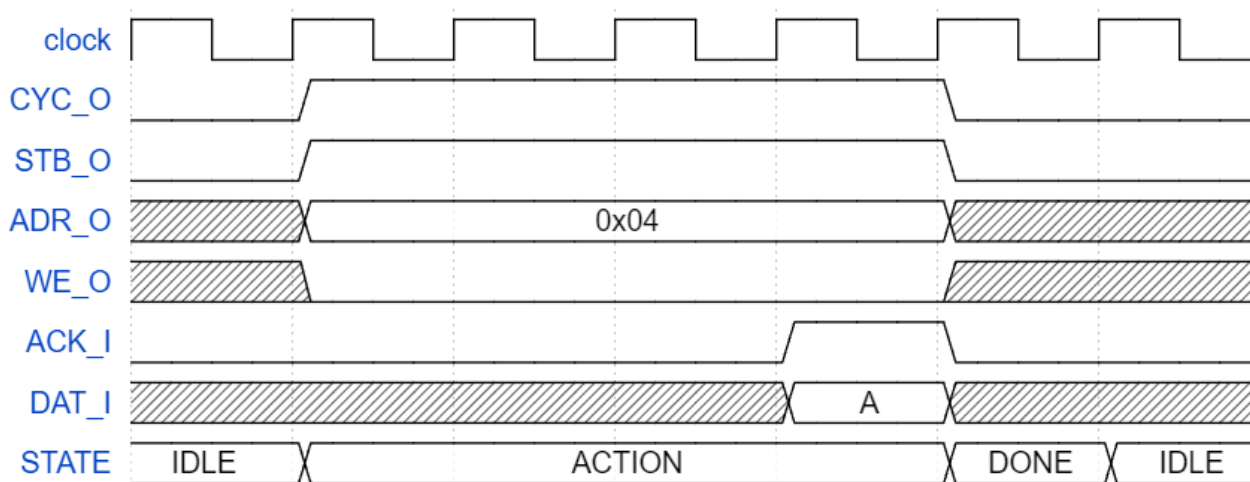 clock
CYC_O
STB_O
ADR_O 0x04
WE_O
ACK_I
DAT_I A
STATE IDLE ACTION DONE IDLE